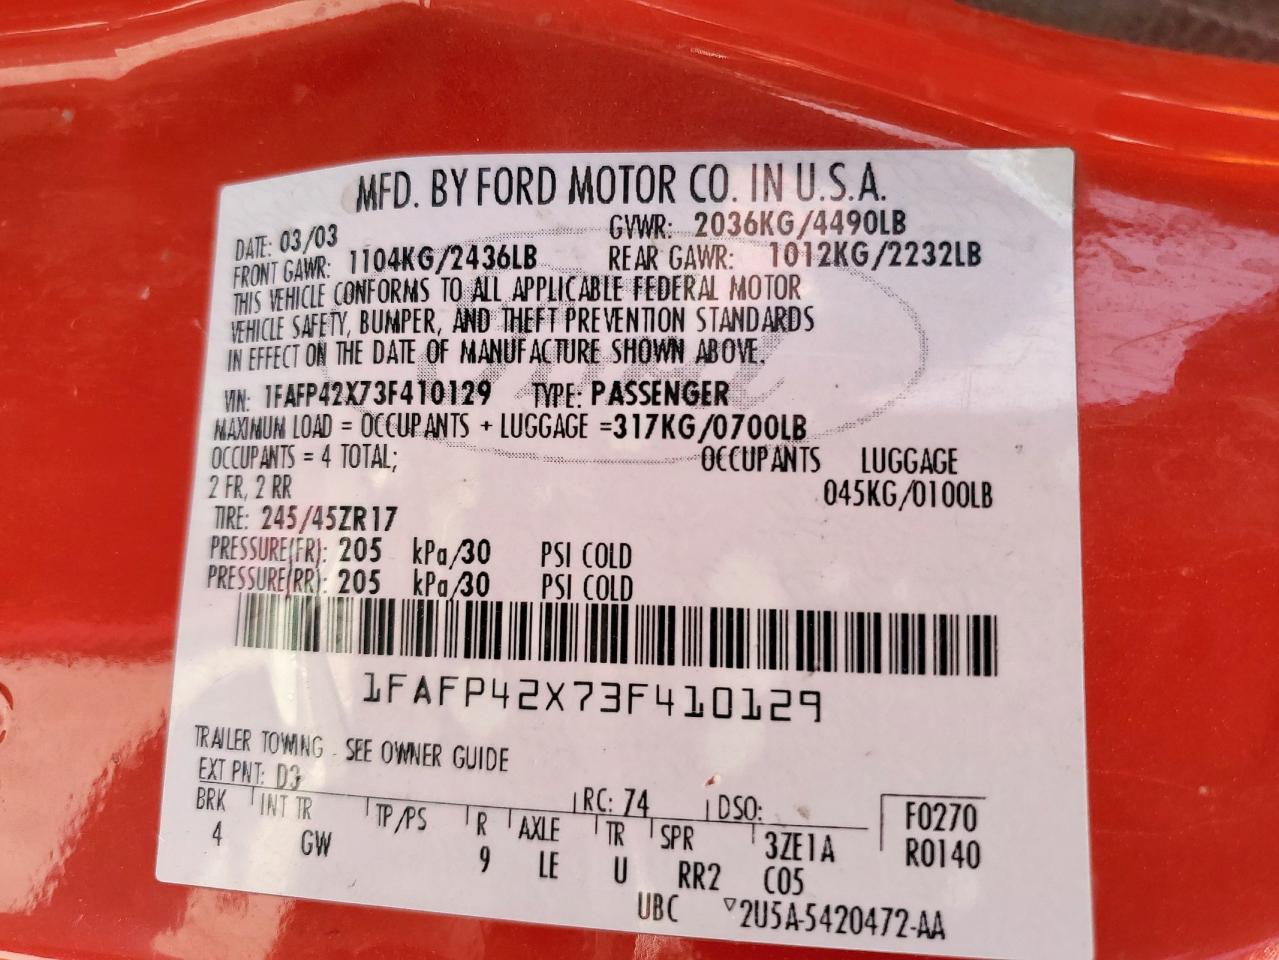 MFD. BY FORD MOTOR CO. IN U.S.A.
DATE: 03/03 GVWR: 2036KG/4490LB
FRONT GAWR: 1104KG/2436LB REAR GAWR: 1012KG/2232LB
THIS VEHICLE CONFORMS TO ALL APPLICABLE FEDERAL MOTOR
VEHICLE SAFETY, BUMPER, AND THEFT PREVENTION STANDARDS
IN EFFECT ON THE DATE OF MANUFACTURE SHOWN ABOVE.
VIN: 1FAFP42X73F410129 TYPE: PASSENGER
MAXIMUM LOAD = OCCUPANTS + LUGGAGE =317KG/0700LB
OCCUPANTS = 4 TOTAL; OCCUPANTS LUGGAGE
2 FR, 2 RR 045KG/0100LB
TIRE: 245/45ZR17
PRESSURE(FR): 205 kPa/30 PSI COLD
PRESSURE(RR): 205 kPa/30 PSI COLD
1FAFP42X73F410129
TRAILER TOWING - SEE OWNER GUIDE
EXT PNT: D3 RC: 74 DSO: F0270
BRK INT TR TP/PS R AXLE TR SPR 3ZE1A R0140
4 GW 9 LE U RR2 C05
UBC ▽2U5A-5420472-AA